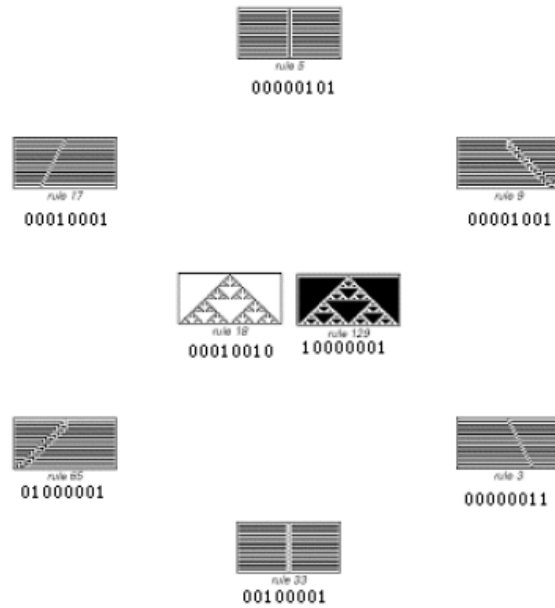 rule 5
00000101
rule 17
00010001
rule 9
00001001
rule 18
00010010
rule 129
10000001
rule 65
01000001
rule 3
00000011
rule 33
00100001